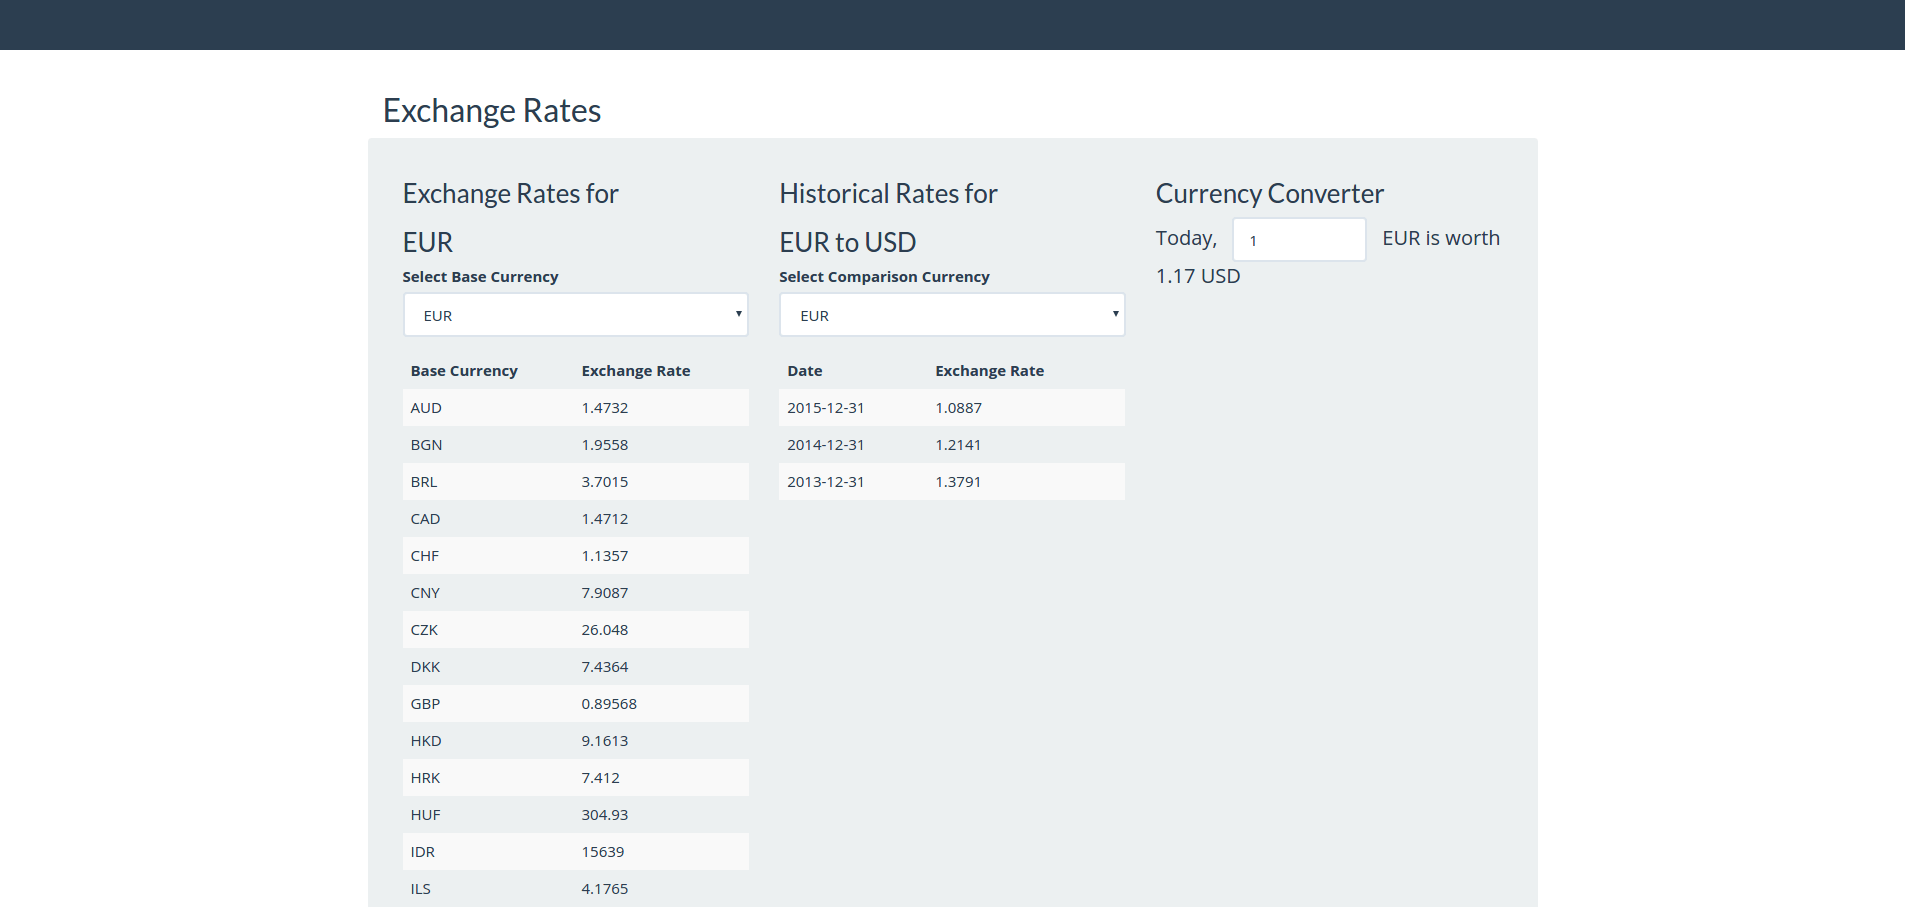 Exchange Rates
Exchange Rates for
EUR
Select Base Currency
EUR
Base Currency Exchange Rate
AUD 1.4732
BGN 1.9558
BRL 3.7015
CAD 1.4712
CHF 1.1357
CNY 7.9087
CZK 26.048
DKK 7.4364
GBP 0.89568
HKD 9.1613
HRK 7.412
HUF 304.93
IDR 15639
ILS 4.1765
Historical Rates for
EUR to USD
Select Comparison Currency
EUR
Date Exchange Rate
2015-12-31 1.0887
2014-12-31 1.2141
2013-12-31 1.3791
Currency Converter
Today, 1 EUR is worth
1.17 USD